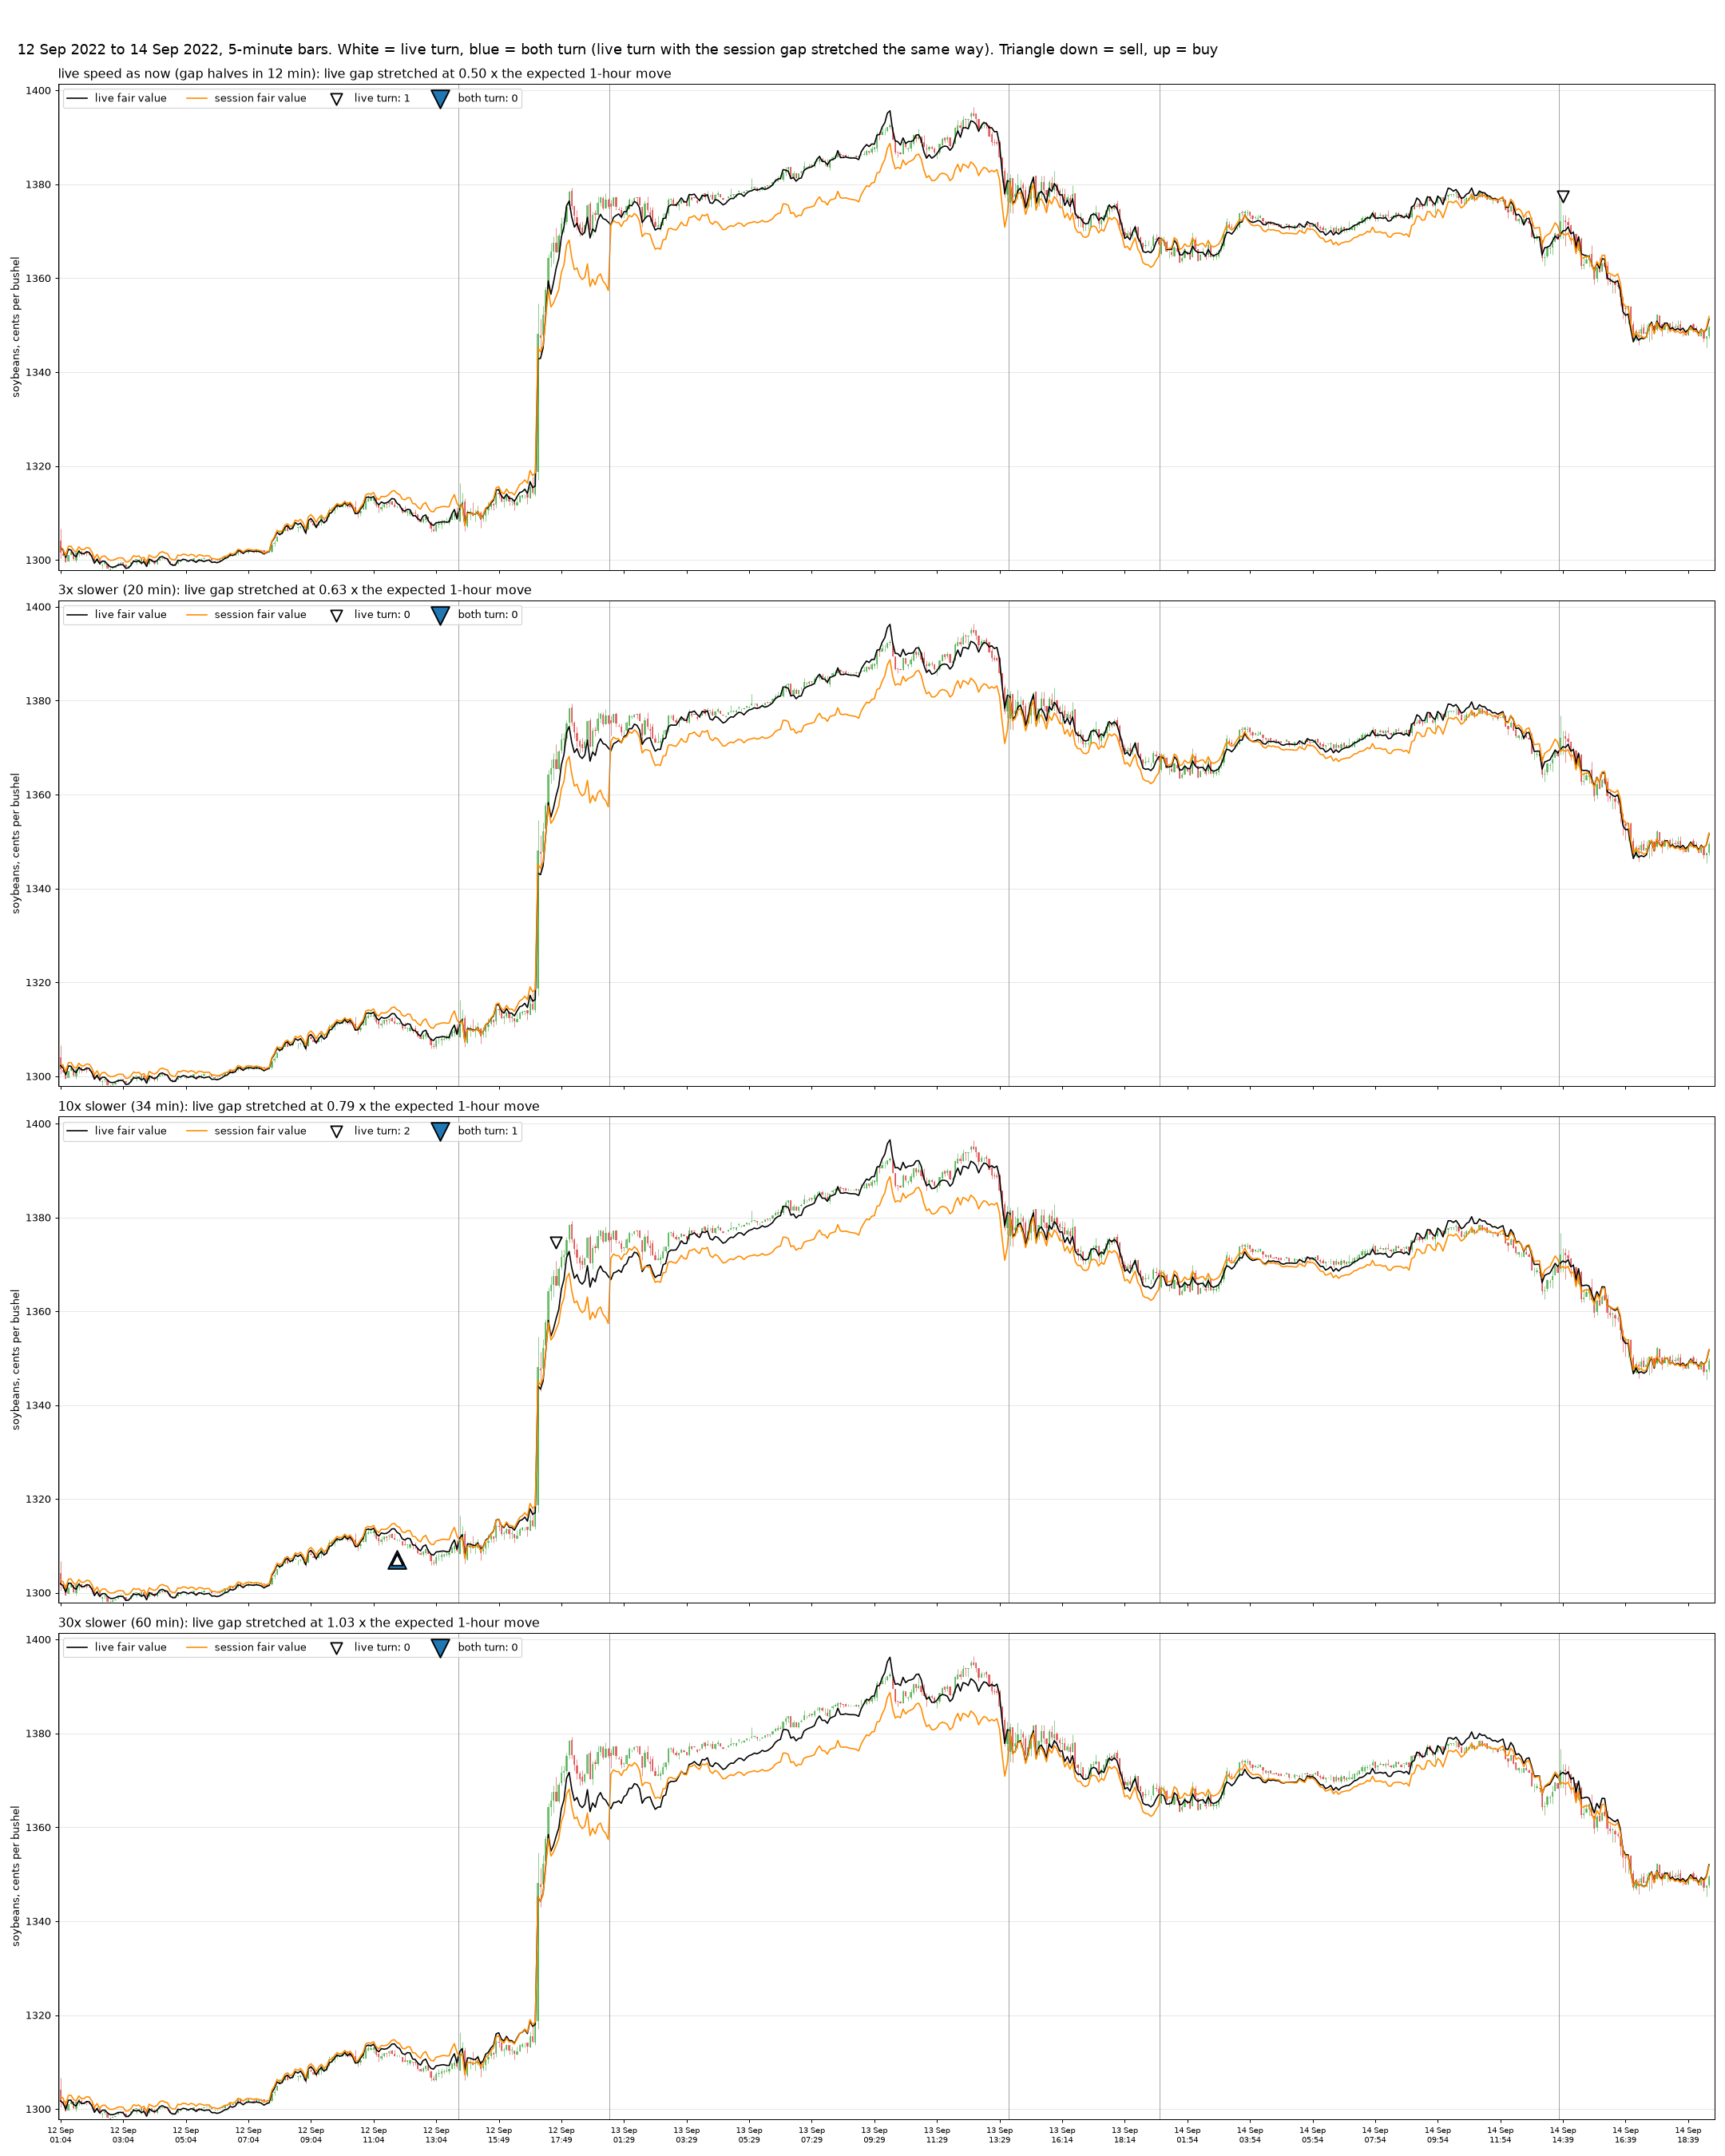 12 Sep 2022 to 14 Sep 2022, 5-minute bars. White = live turn, blue = both turn (live turn with the session gap stretched the same way). Triangle down = sell, up = buy
live speed as now (gap halves in 12 min): live gap stretched at 0.50 x the expected 1-hour move
live fair value session fair value live turn: 1 both turn: 0
1400
1380
1360
1340
1320
1300
soybeans, cents per bushel
3x slower (20 min): live gap stretched at 0.63 x the expected 1-hour move
live fair value session fair value live turn: 0 both turn: 0
1400
1380
1360
1340
1320
1300
soybeans, cents per bushel
10x slower (34 min): live gap stretched at 0.79 x the expected 1-hour move
live fair value session fair value live turn: 2 both turn: 1
1400
1380
1360
1340
1320
1300
soybeans, cents per bushel
30x slower (60 min): live gap stretched at 1.03 x the expected 1-hour move
live fair value session fair value live turn: 0 both turn: 0
1400
1380
1360
1340
1320
1300
soybeans, cents per bushel
12 Sep 12 Sep 12 Sep 12 Sep 12 Sep 12 Sep 12 Sep 12 Sep 12 Sep 13 Sep 13 Sep 13 Sep 13 Sep 13 Sep 13 Sep 13 Sep 13 Sep 13 Sep 14 Sep 14 Sep 14 Sep 14 Sep 14 Sep 14 Sep 14 Sep 14 Sep 14 Sep
01:04 03:04 05:04 07:04 09:04 11:04 13:04 15:49 17:49 01:29 03:29 05:29 07:29 09:29 11:29 13:29 16:14 18:14 01:54 03:54 05:54 07:54 09:54 11:54 14:39 16:39 18:39